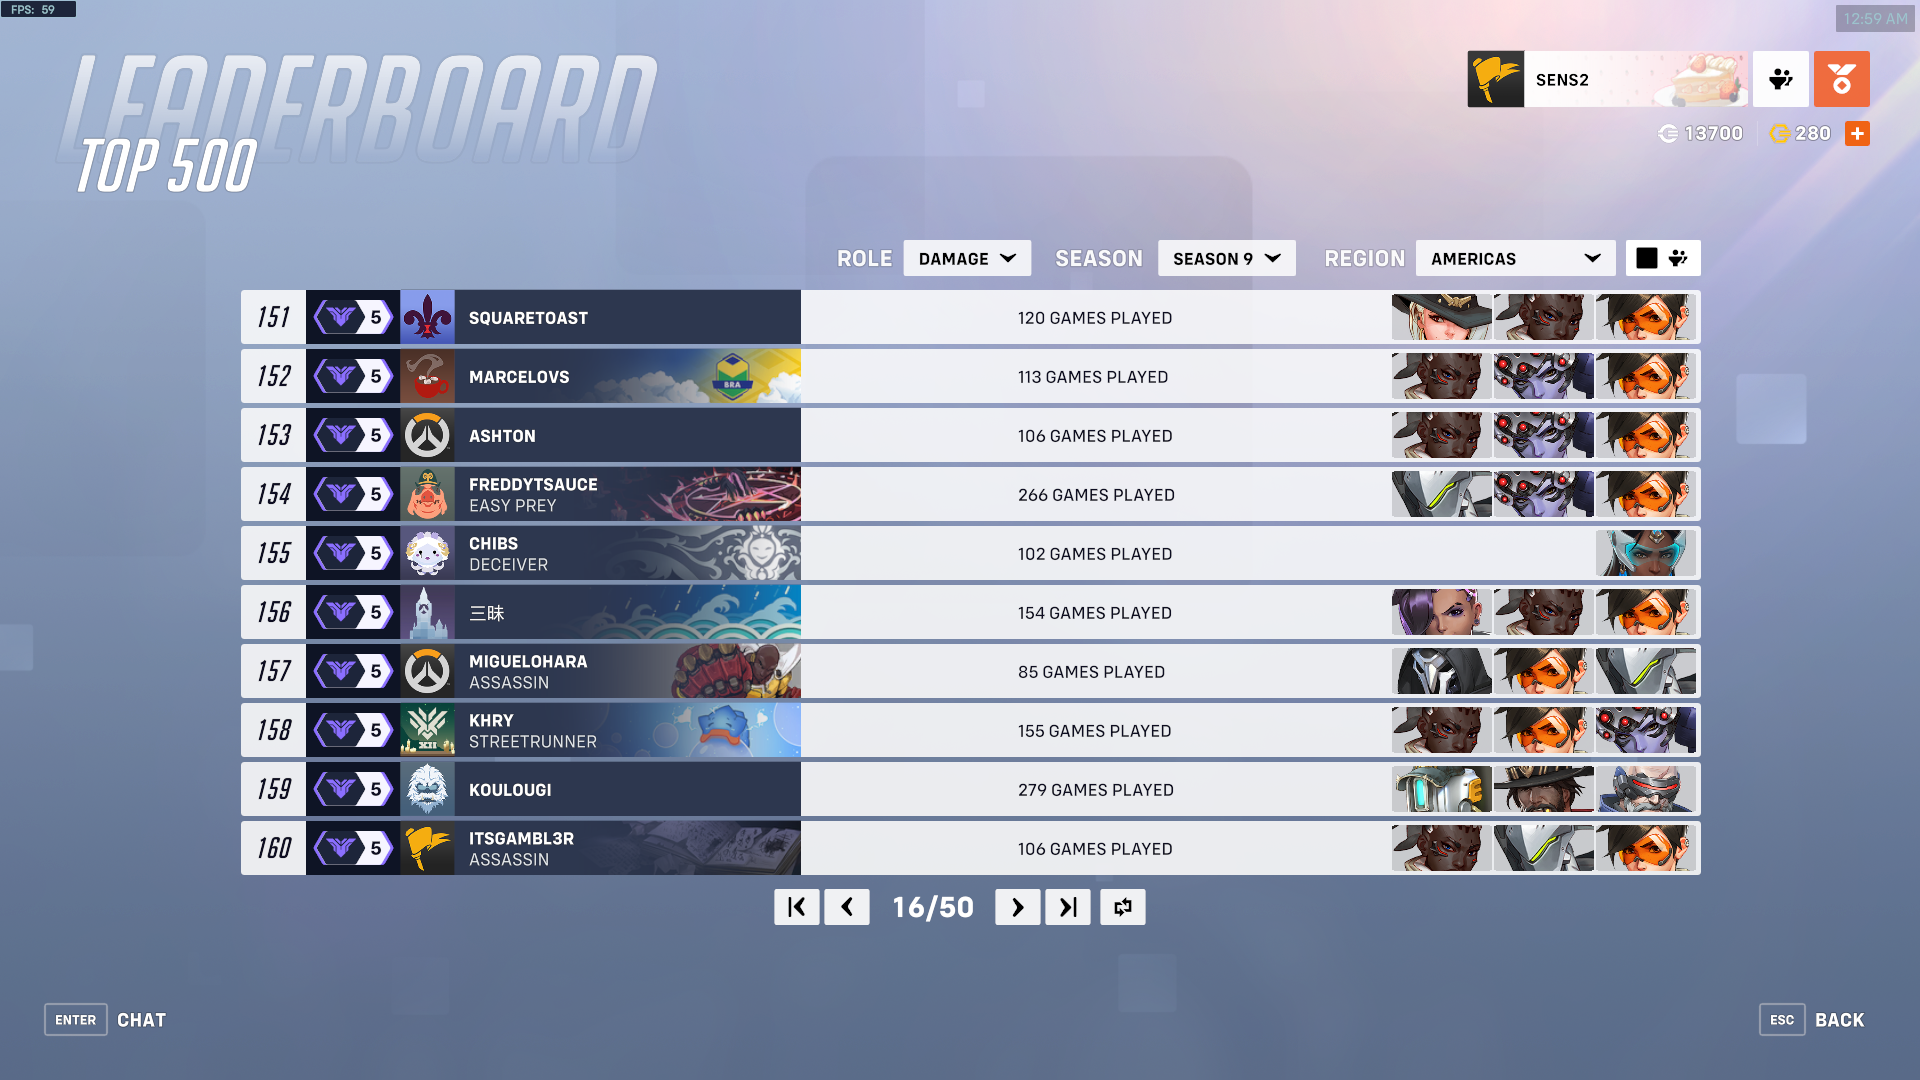 FPS: 59
12:59 AM
LEADERBOARD
TOP 500
SENS2
13700
280
ROLE DAMAGE SEASON SEASON 9 REGION AMERICAS
151 5 SQUARETOAST 120 GAMES PLAYED
152 5 MARCELOVS BRA 113 GAMES PLAYED
153 5 ASHTON 106 GAMES PLAYED
154 5 FREDDYTSAUCE 266 GAMES PLAYED
EASY PREY
155 5 CHIBS 102 GAMES PLAYED
DECEIVER
156 5 三昧 154 GAMES PLAYED
157 5 MIGUELOHARA 85 GAMES PLAYED
ASSASSIN
158 5 KHRY 155 GAMES PLAYED
XII STREETRUNNER
159 5 KOULOUGI 279 GAMES PLAYED
160 5 ITSGAMBL3R 106 GAMES PLAYED
ASSASSIN
16/50
ENTER CHAT
ESC BACK